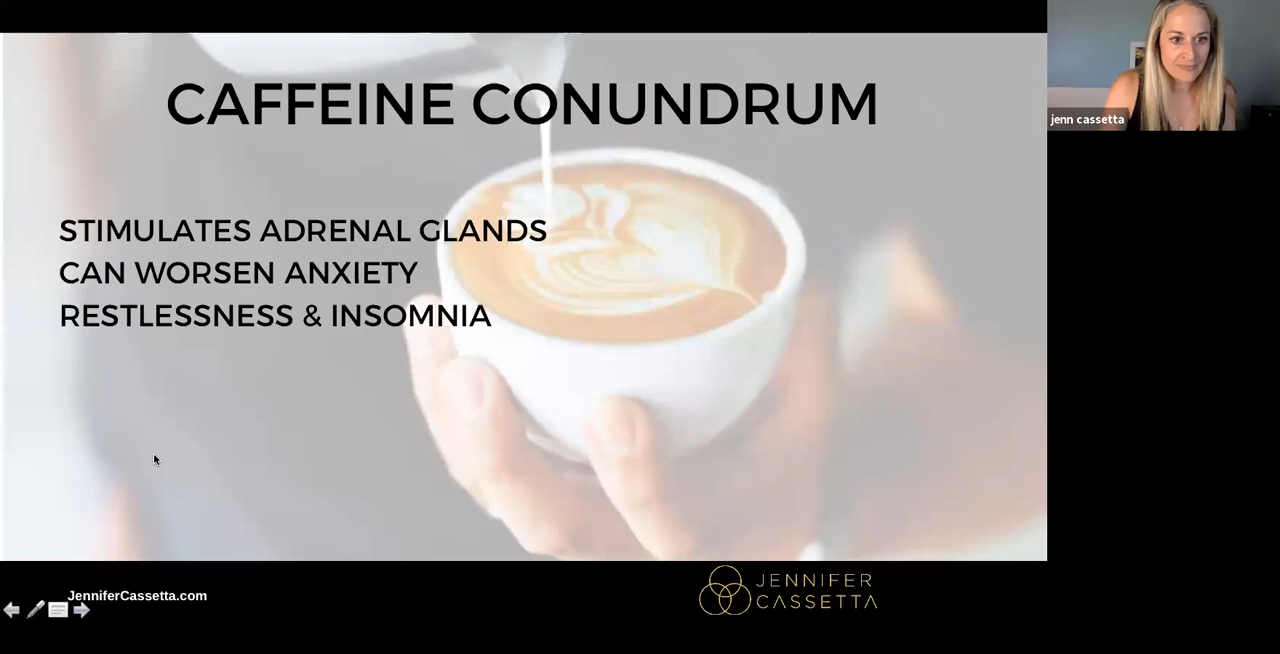 CAFFEINE CONUNDRUM
jenn cassetta
STIMULATES ADRENAL GLANDS
CAN WORSEN ANXIETY
RESTLESSNESS & INSOMNIA
JenniferCassetta.com
JENNIFER
CASSETTA